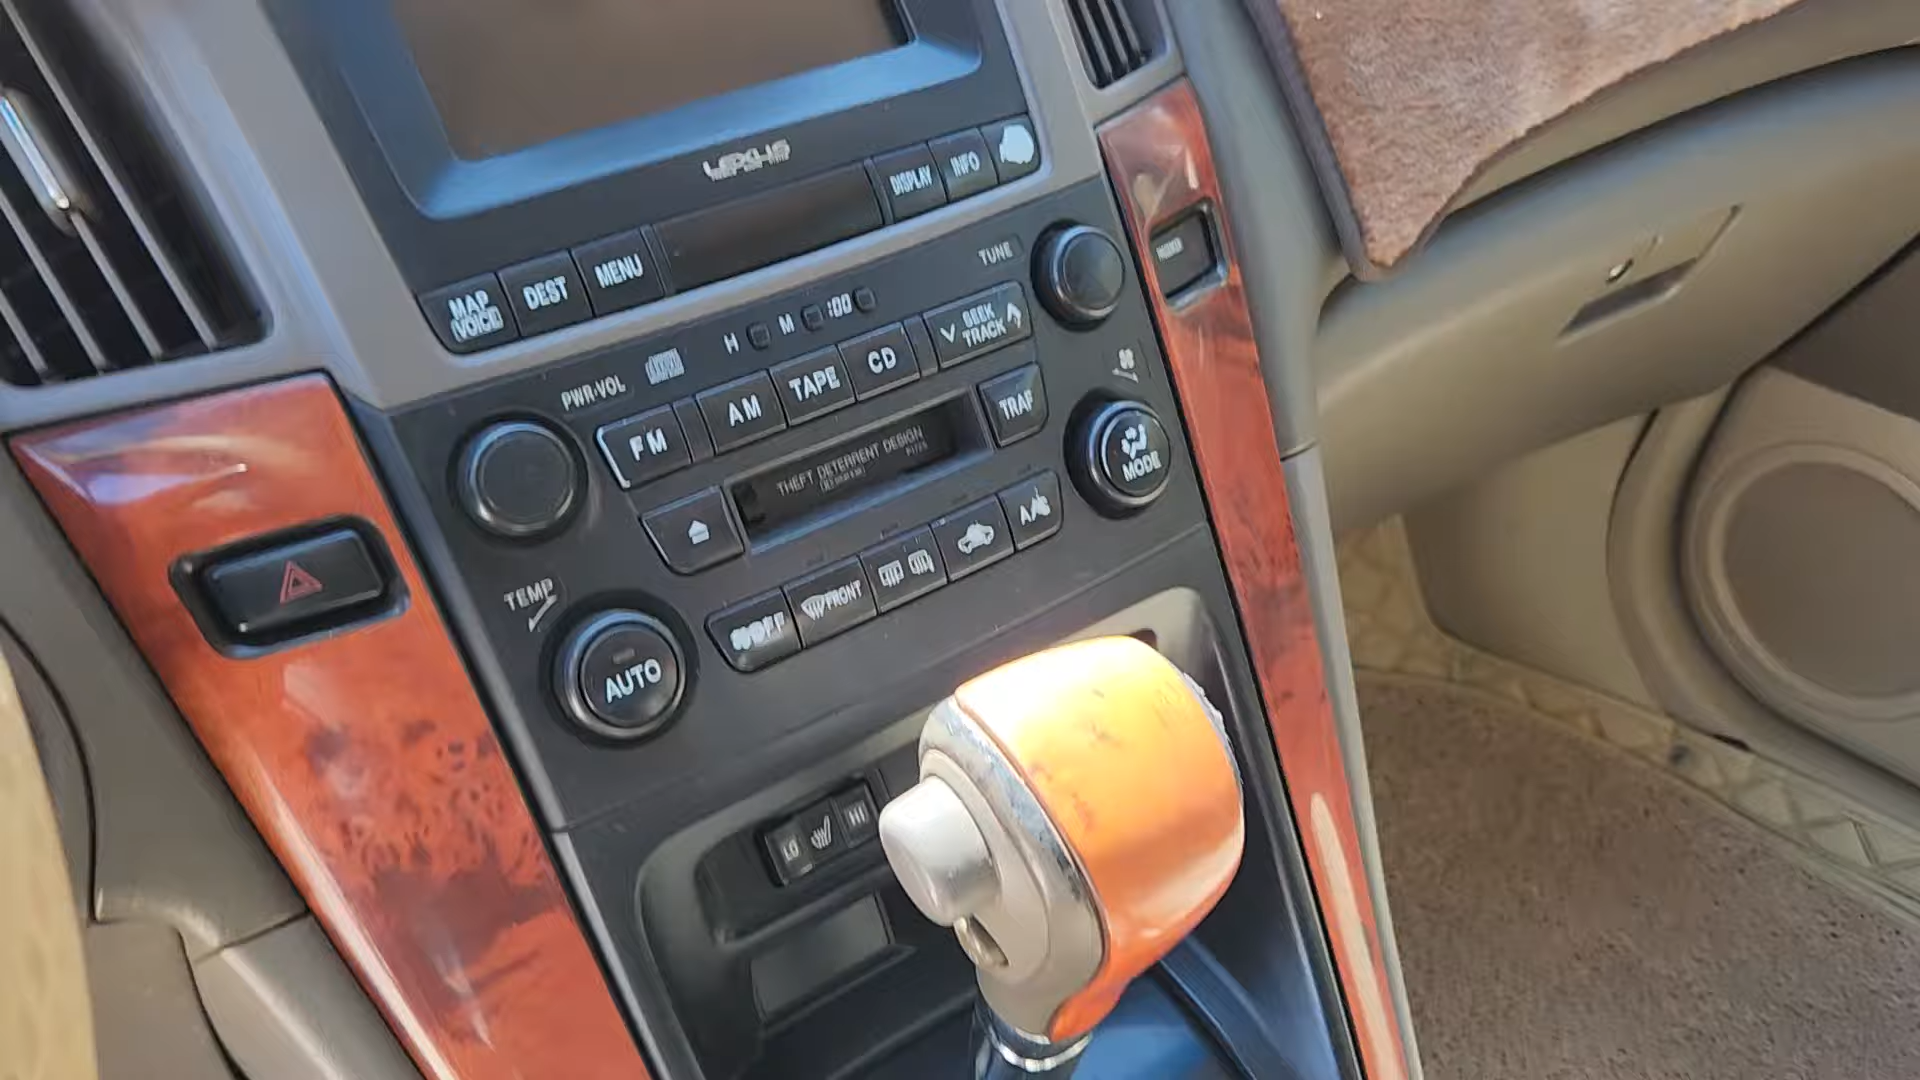 LEXUS
DISPLAY
INFO
MAP
VOICE
DEST
MENU
TUNE
H
M
:00
PWR·VOL
FM
AM
TAPE
CD
SEEK
TRACK
TRAF
THEFT DETERRENT DESIGN
MODE
TEMP
AUTO
OFF
FRONT
A/C
LO
HI